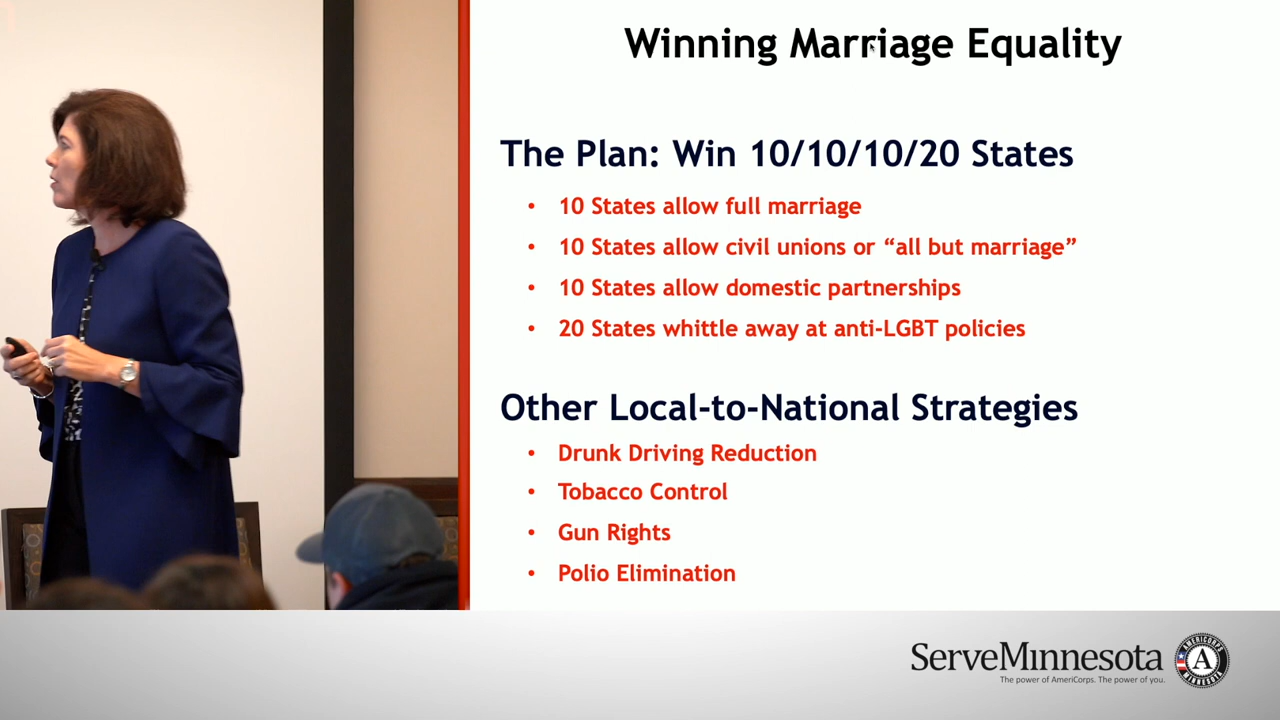 Winning Marriage Equality
The Plan: Win 10/10/10/20 States
• 10 States allow full marriage
• 10 States allow civil unions or “all but marriage”
• 10 States allow domestic partnerships
• 20 States whittle away at anti-LGBT policies
Other Local-to-National Strategies
• Drunk Driving Reduction
• Tobacco Control
• Gun Rights
• Polio Elimination
ServeMinnesota
The power of AmeriCorps. The power of you.
AMERICORPS
A
MINNESOTA